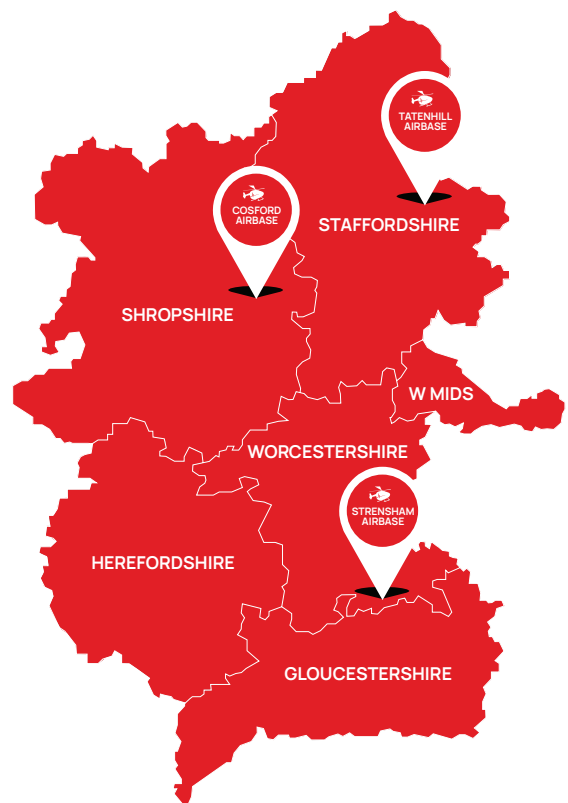 TATENHILL
AIRBASE
COSFORD
AIRBASE
STAFFORDSHIRE
SHROPSHIRE
W MIDS
WORCESTERSHIRE
STRENSHAM
AIRBASE
HEREFORDSHIRE
GLOUCESTERSHIRE